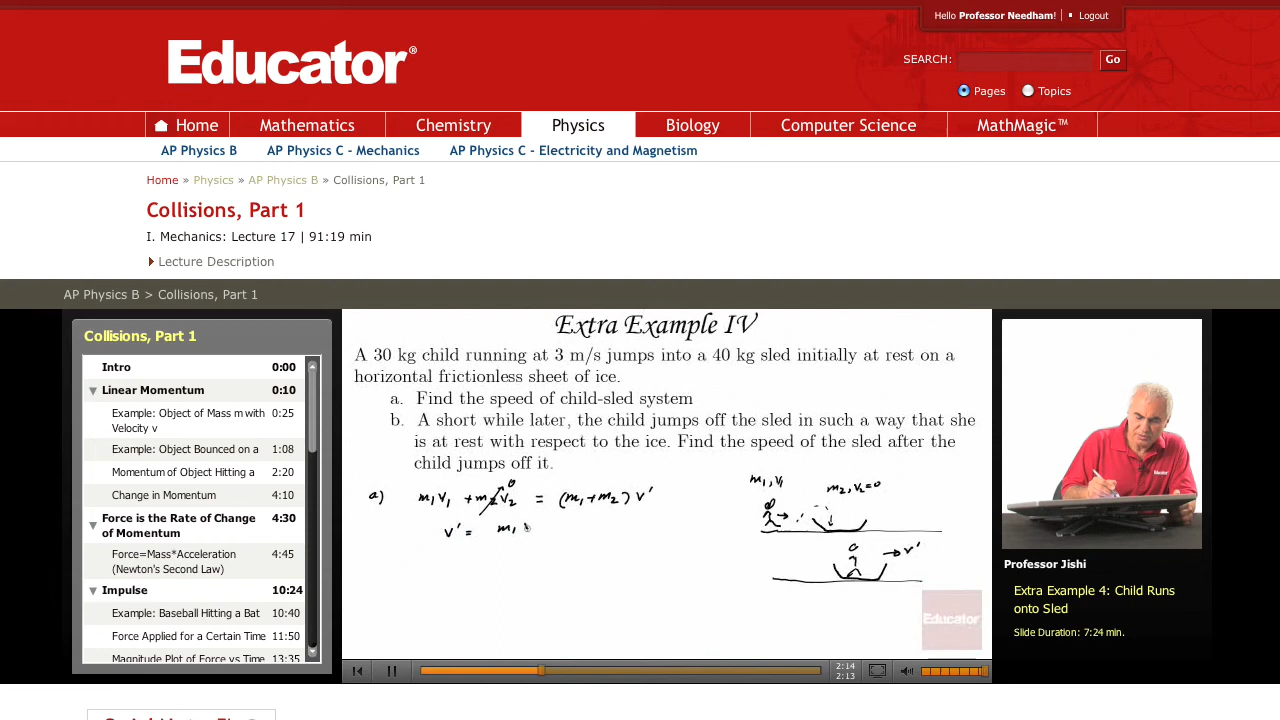 Hello Professor Needham! Logout
Educator®
SEARCH: Go
Pages Topics
Home Mathematics Chemistry Physics Biology Computer Science MathMagic™
AP Physics B AP Physics C - Mechanics AP Physics C - Electricity and Magnetism
Home » Physics » AP Physics B » Collisions, Part 1
Collisions, Part 1
I. Mechanics: Lecture 17 | 91:19 min
Lecture Description
AP Physics B > Collisions, Part 1
Collisions, Part 1
Intro 0:00
Linear Momentum 0:10
Example: Object of Mass m with Velocity v 0:25
Example: Object Bounced on a 1:08
Momentum of Object Hitting a 2:20
Change in Momentum 4:10
Force is the Rate of Change of Momentum 4:30
Force=Mass*Acceleration (Newton's Second Law) 4:45
Impulse 10:24
Example: Baseball Hitting a Bat 10:40
Force Applied for a Certain Time 11:50
Magnitude Plot of Force vs Time 13:35
Extra Example IV
A 30 kg child running at 3 m/s jumps into a 40 kg sled initially at rest on a
horizontal frictionless sheet of ice.
a. Find the speed of child-sled system
b. A short while later, the child jumps off the sled in such a way that she
is at rest with respect to the ice. Find the speed of the sled after the
child jumps off it.
a) m₁v₁ + m₂v₂ = (m₁+m₂) v'
0
v' = m₁
m₁, v₁
m₂, v₂=0
v'
Educator
2:14
2:13
Educator
Professor Jishi
Extra Example 4: Child Runs
onto Sled
Slide Duration: 7:24 min.